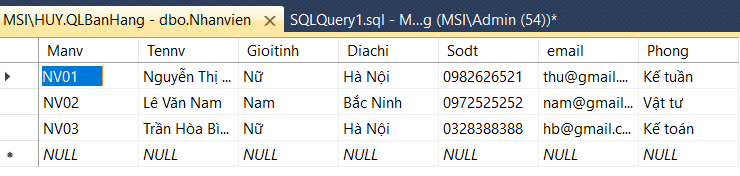 MSI\HUY.QLBanHang - dbo.Nhanvien SQLQuery1.sql - M...g (MSI\Admin (54))*
Manv Tennv Gioitinh Diachi Sodt email Phong
NV01 Nguyễn Thị ... Nữ Hà Nội 0982626521 thu@gmail.... Kế tuần
NV02 Lê Văn Nam Nam Bắc Ninh 0972525252 nam@gmail... Vật tư
NV03 Trần Hòa Bì... Nữ Hà Nội 0328388388 hb@gmail.c... Kế toán
NULL NULL NULL NULL NULL NULL NULL